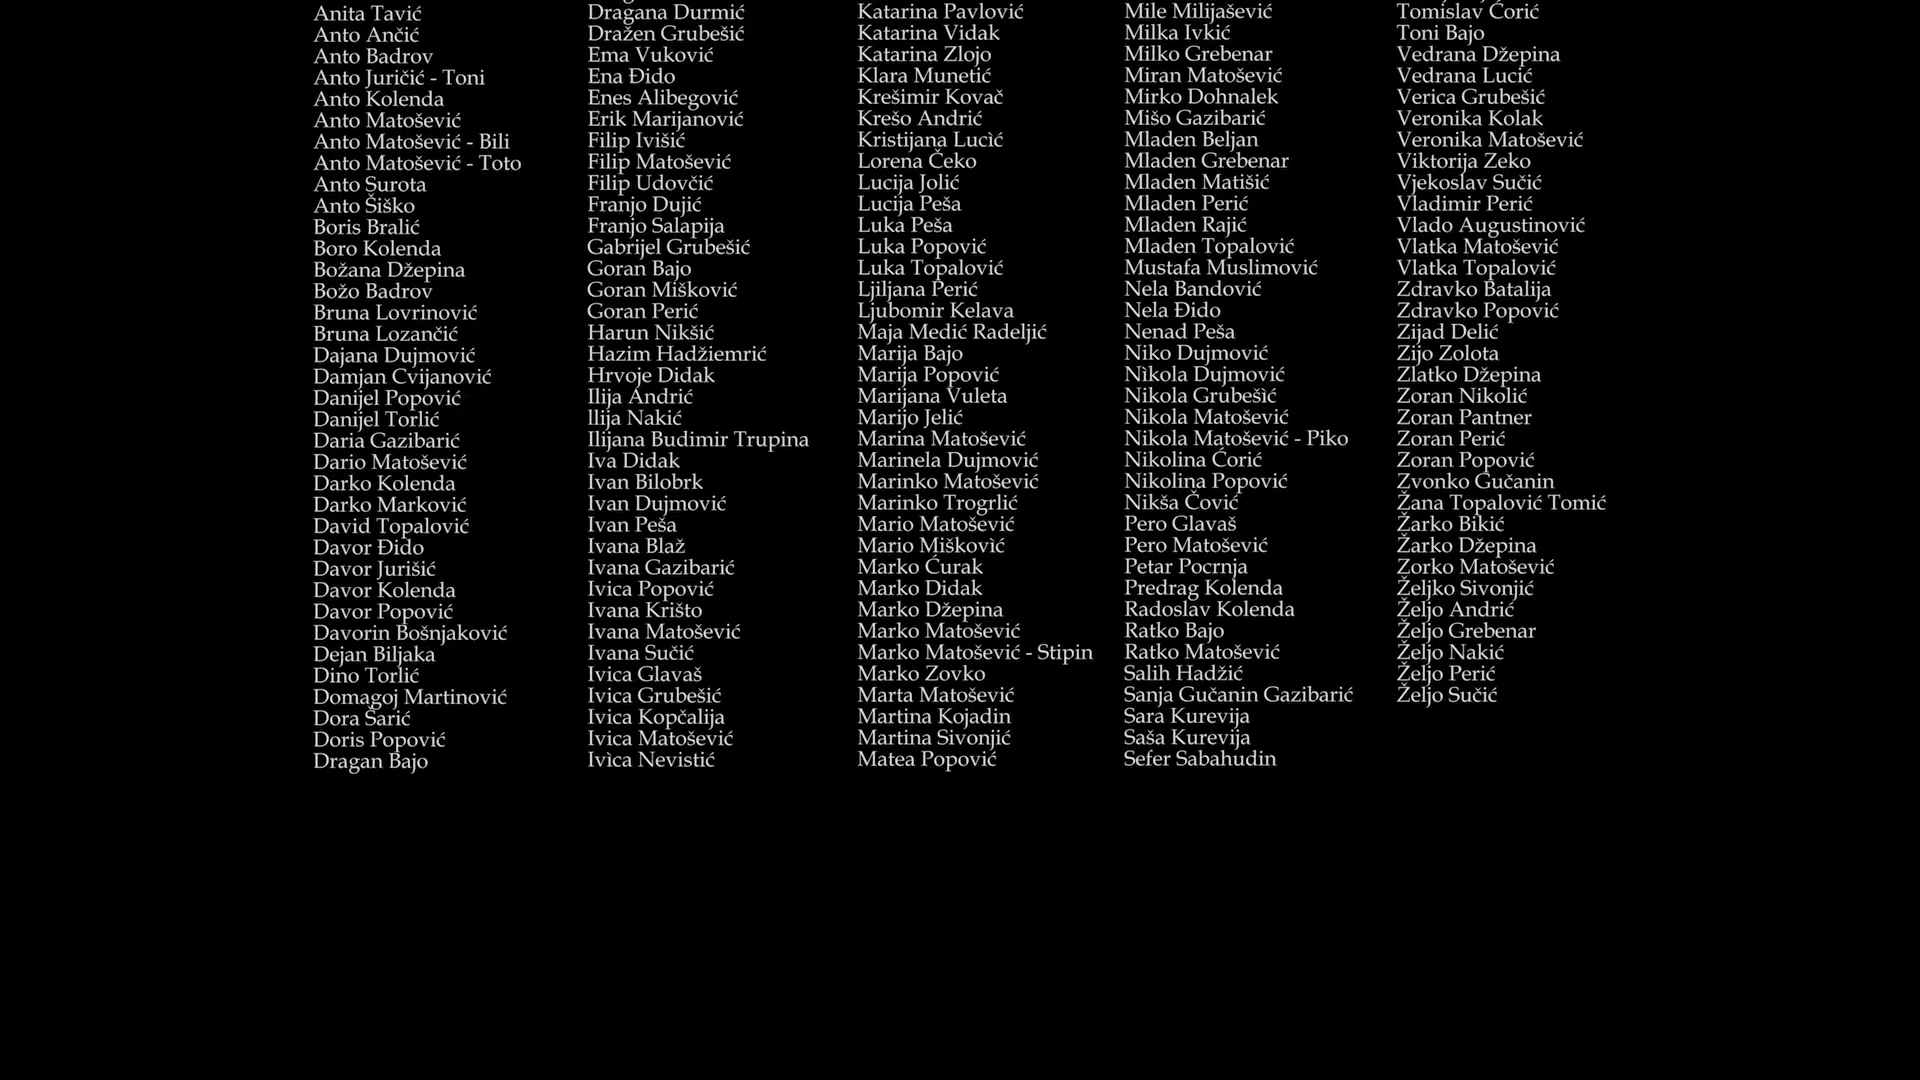 Anita Tavić
Anto Ančić
Anto Badrov
Anto Juričić - Toni
Anto Kolenda
Anto Matošević
Anto Matošević - Bili
Anto Matošević - Toto
Anto Surota
Anto Šiško
Boris Bralić
Boro Kolenda
Božana Džepina
Božo Badrov
Bruna Lovrinović
Bruna Lozančić
Dajana Dujmović
Damjan Cvijanović
Danijel Popović
Danijel Torlić
Daria Gazibarić
Dario Matošević
Darko Kolenda
Darko Marković
David Topalović
Davor Đido
Davor Jurišić
Davor Kolenda
Davor Popović
Davorin Bošnjaković
Dejan Biljaka
Dino Torlić
Domagoj Martinović
Dora Šarić
Doris Popović
Dragan Bajo
Dragana Durmić
Dražen Grubešić
Ema Vuković
Ena Đido
Enes Alibegović
Erik Marijanović
Filip Ivišić
Filip Matošević
Filip Udovčić
Franjo Dujić
Franjo Salapija
Gabrijel Grubešić
Goran Bajo
Goran Mišković
Goran Perić
Harun Nikšić
Hazim Hadžiemrić
Hrvoje Didak
Ilija Andrić
llija Nakić
Ilijana Budimir Trupina
Iva Didak
Ivan Bilobrk
Ivan Dujmović
Ivan Peša
Ivana Blaž
Ivana Gazibarić
Ivica Popović
Ivana Krišto
Ivana Matošević
Ivana Sučić
Ivica Glavaš
Ivica Grubešić
Ivica Kopčalija
Ivica Matošević
Ivìca Nevistić
Katarina Pavlović
Katarina Vidak
Katarina Zlojo
Klara Munetić
Krešimir Kovač
Krešo Andrić
Kristijana Lucìć
Lorena Čeko
Lucija Jolić
Lucija Peša
Luka Peša
Luka Popović
Luka Topalović
Ljiljana Perić
Ljubomir Kelava
Maja Medić Radeljić
Marija Bajo
Marija Popović
Marijana Vuleta
Marijo Jelić
Marina Matošević
Marinela Dujmović
Marinko Matošević
Marinko Trogrlić
Mario Matošević
Mario Miškovìć
Marko Ćurak
Marko Didak
Marko Džepina
Marko Matošević
Marko Matošević - Stipin
Marko Zovko
Marta Matošević
Martina Kojadin
Martina Sivonjić
Matea Popović
Mile Milijašević
Milka Ivkić
Milko Grebenar
Miran Matošević
Mirko Dohnalek
Mišo Gazibarić
Mladen Beljan
Mladen Grebenar
Mladen Matišić
Mladen Perić
Mladen Rajić
Mladen Topalović
Mustafa Muslimović
Nela Bandović
Nela Đido
Nenad Peša
Niko Dujmović
Nìkola Dujmović
Nikola Grubešìć
Nikola Matošević
Nikola Matošević - Piko
Nikolina Ćorić
Nikolina Popović
Nikša Čović
Pero Glavaš
Pero Matošević
Petar Pocrnja
Predrag Kolenda
Radoslav Kolenda
Ratko Bajo
Ratko Matošević
Salih Hadžić
Sanja Gučanin Gazibarić
Sara Kurevija
Saša Kurevija
Sefer Sabahudin
Tomislav Ćorić
Toni Bajo
Vedrana Džepina
Vedrana Lucić
Verica Grubešić
Veronika Kolak
Veronika Matošević
Viktorija Zeko
Vjekoslav Sučić
Vladimir Perić
Vlado Augustinović
Vlatka Matošević
Vlatka Topalović
Zdravko Batalija
Zdravko Popović
Zijad Delić
Zijo Zolota
Zlatko Džepina
Zoran Nikolić
Zoran Pantner
Zoran Perić
Zoran Popović
Zvonko Gučanin
Žana Topalović Tomić
Žarko Bikić
Žarko Džepina
Zorko Matošević
Željko Sivonjić
Željo Andrić
Željo Grebenar
Željo Nakić
Željo Perić
Željo Sučić